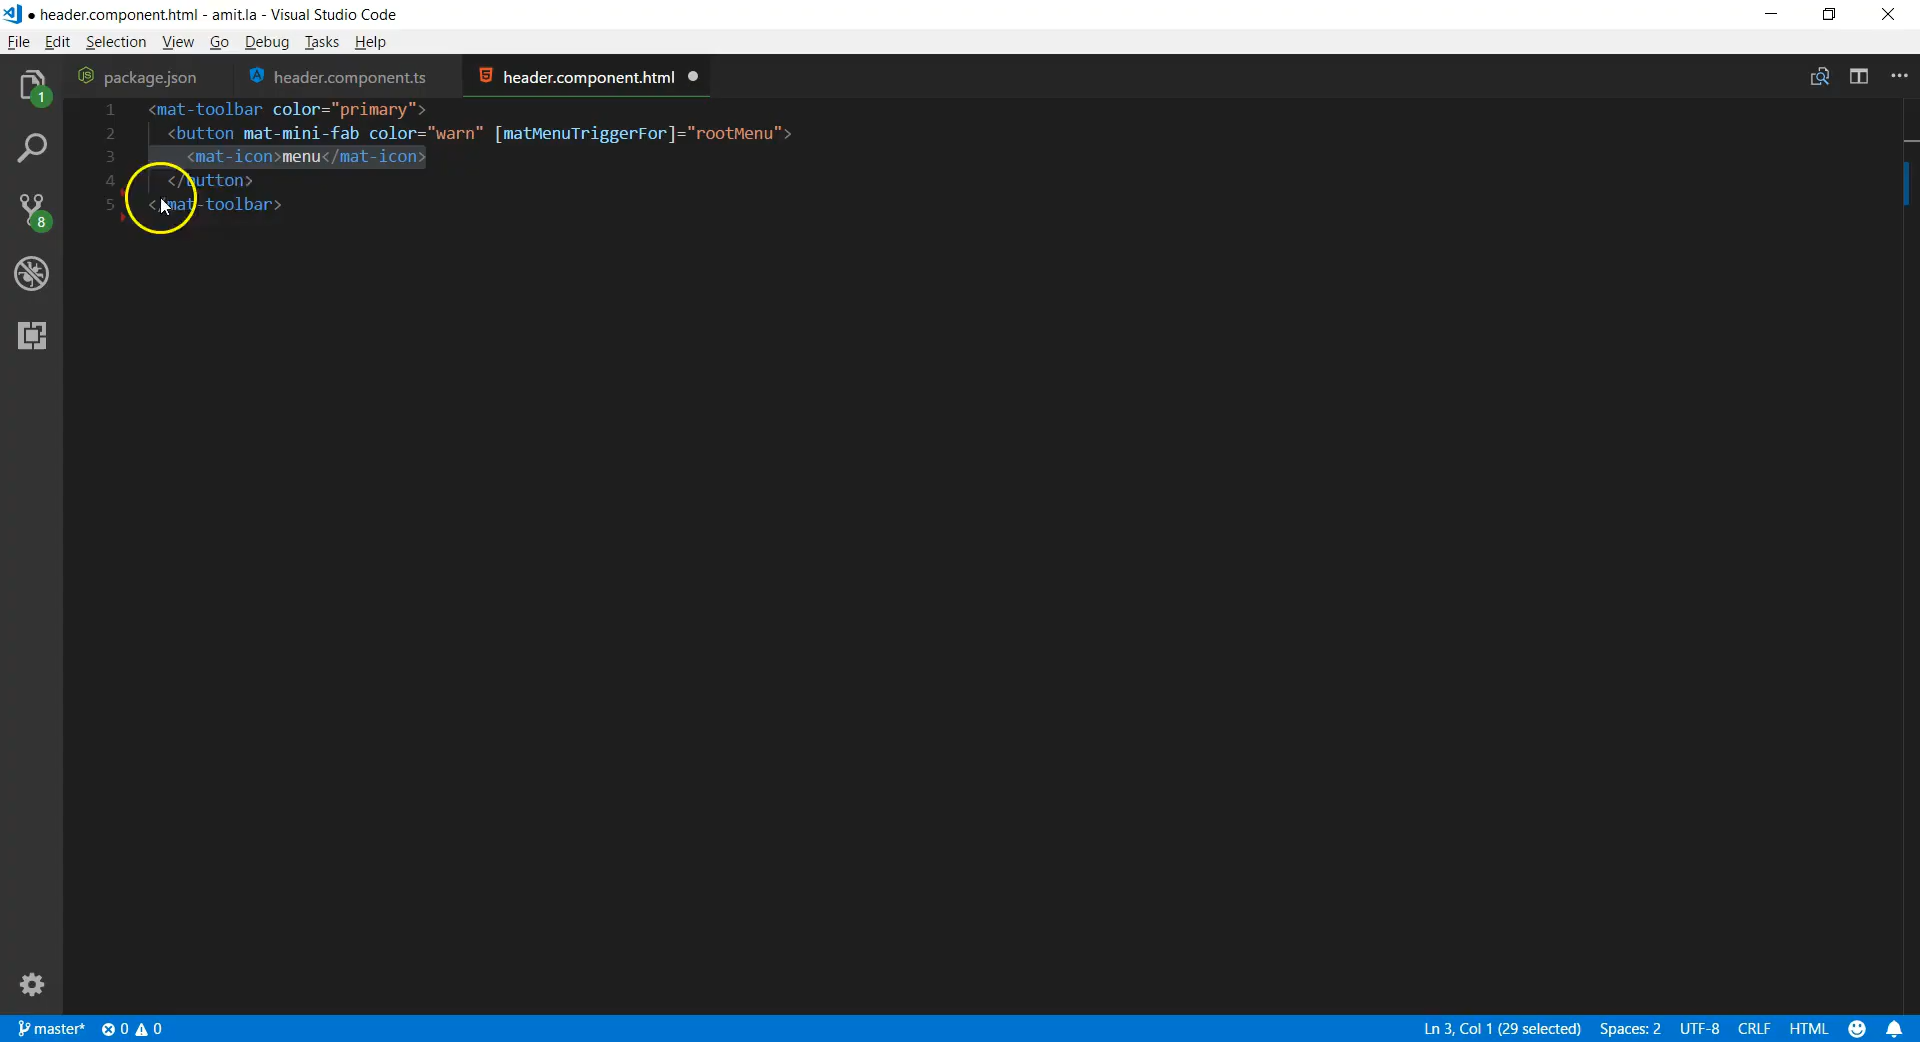 ● header.component.html - amit.la - Visual Studio Code
File Edit Selection View Go Debug Tasks Help
package.json header.component.ts header.component.html
1
8
1 <mat-toolbar color="primary">
2 <button mat-mini-fab color="warn" [matMenuTriggerFor]="rootMenu">
3 <mat-icon>menu</mat-icon>
4 </button>
5 </mat-toolbar>
master* 0 0 Ln 3, Col 1 (29 selected) Spaces: 2 UTF-8 CRLF HTML